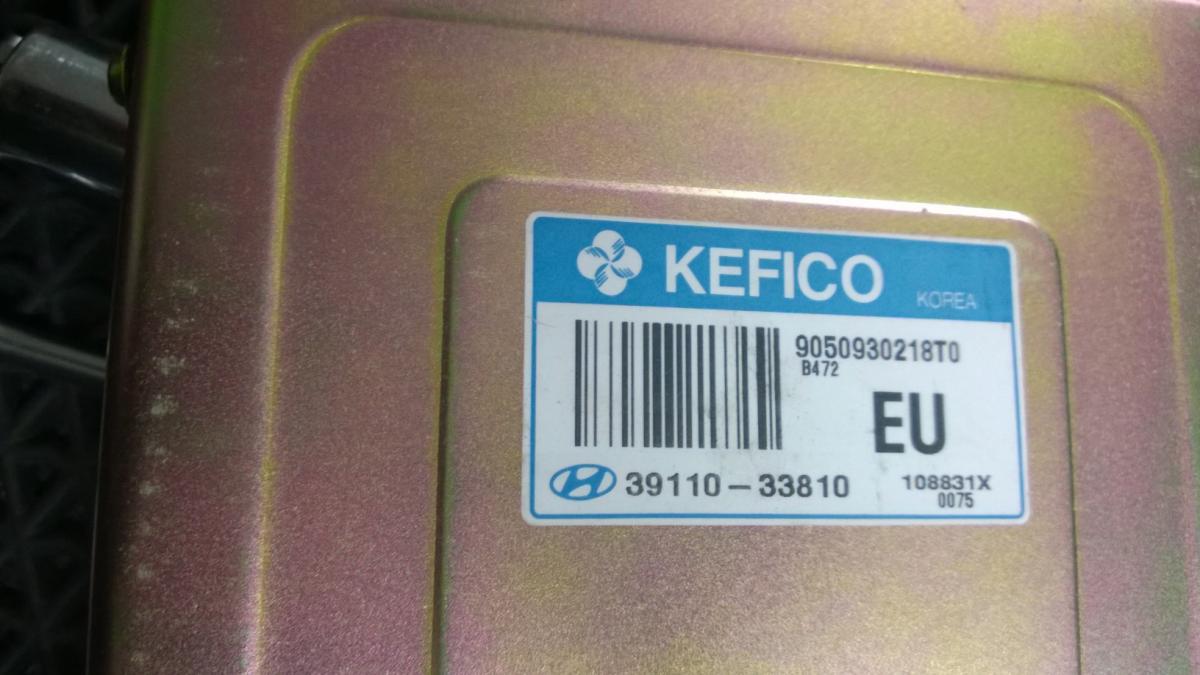 KEFICO KOREA
9050930218T0
B472
EU
39110-33810
108831X
0075